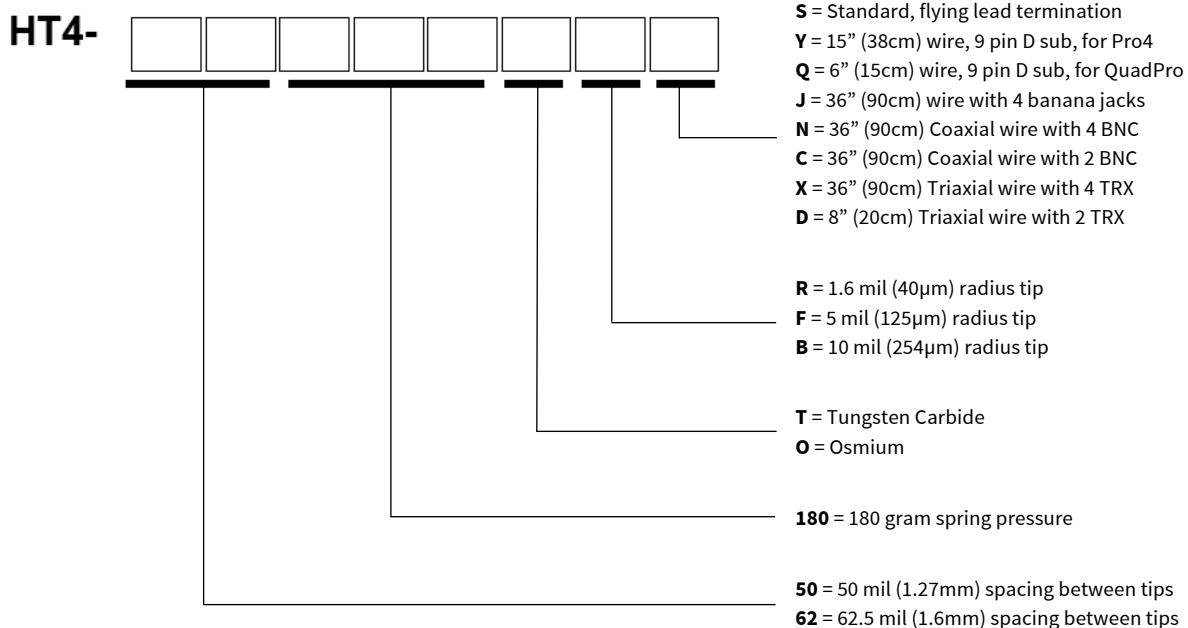 HT4-
S = Standard, flying lead termination
Y = 15” (38cm) wire, 9 pin D sub, for Pro4
Q = 6” (15cm) wire, 9 pin D sub, for QuadPro
J = 36” (90cm) wire with 4 banana jacks
N = 36” (90cm) Coaxial wire with 4 BNC
C = 36” (90cm) Coaxial wire with 2 BNC
X = 36” (90cm) Triaxial wire with 4 TRX
D = 8” (20cm) Triaxial wire with 2 TRX
R = 1.6 mil (40µm) radius tip
F = 5 mil (125µm) radius tip
B = 10 mil (254µm) radius tip
T = Tungsten Carbide
O = Osmium
180 = 180 gram spring pressure
50 = 50 mil (1.27mm) spacing between tips
62 = 62.5 mil (1.6mm) spacing between tips